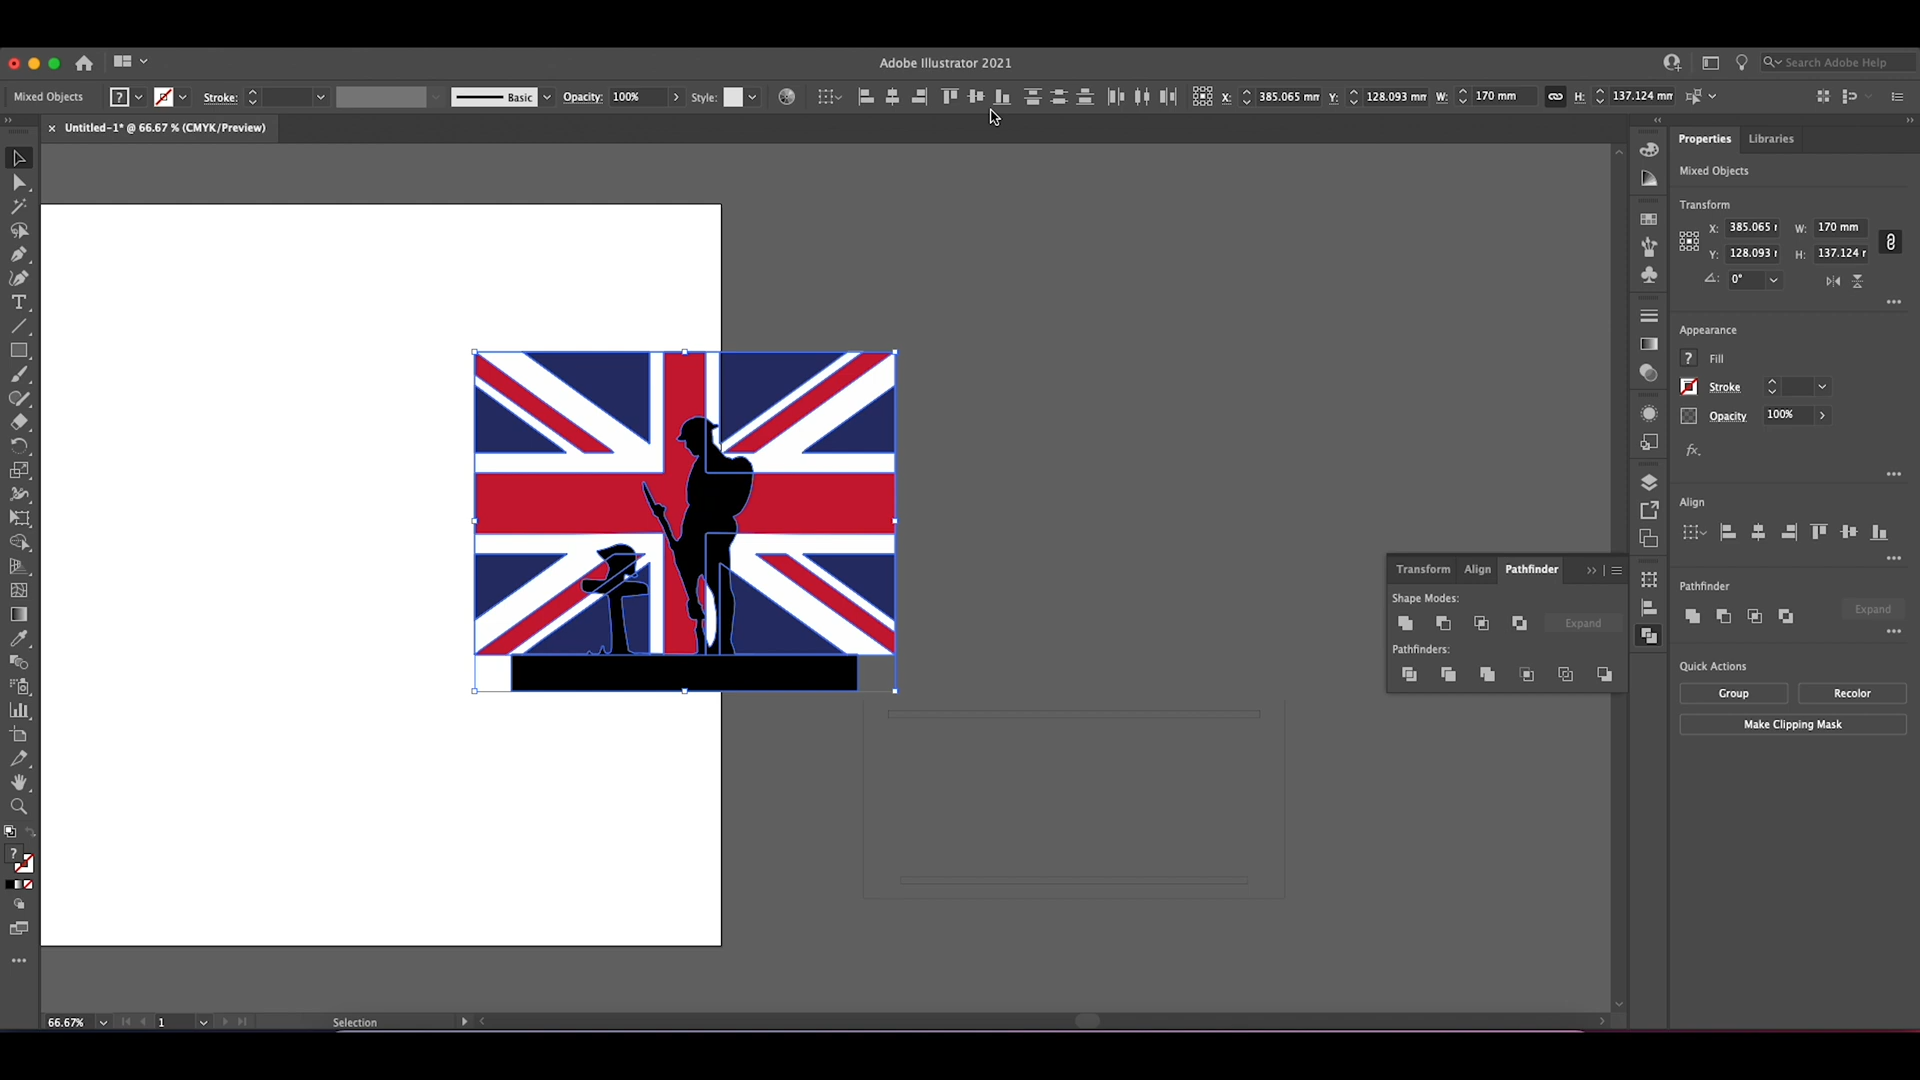 Adobe Illustrator 2021
Search Adobe Help
Mixed Objects
?
Stroke:
Basic
Opacity:
100%
Style:
X:
385.065 mm
Y:
128.093 mm
W:
170 mm
H:
137.124 mm
× Untitled-1* @ 66.67 % (CMYK/Preview)
Properties
Libraries
Mixed Objects
Transform
X:
385.065
W:
170 mm
Y:
128.093
H:
137.124
0°
Appearance
?
Fill
Stroke
Opacity
100%
fx.
Align
Pathfinder
Expand
Quick Actions
Group
Recolor
Make Clipping Mask
Transform
Align
Pathfinder
Shape Modes:
Expand
Pathfinders:
T
?
66.67%
1
Selection